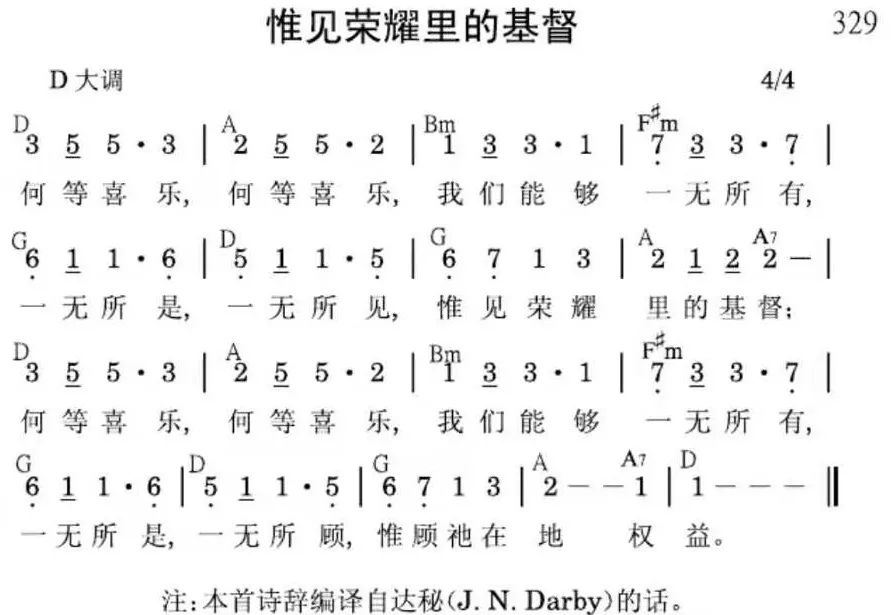 惟见荣耀里的基督 329
D 大调 4/4
D A Bm F#m
3 5 5 · 3 | 2 5 5 · 2 | 1 3 3 · 1 | 7 3 3 · 7 |
何等喜乐, 何等喜乐, 我们能够 一无所有,
G D G A A7
6 1 1 · 6 | 5 1 1 · 5 | 6 7 1 3 | 2 1 2 2 — |
一无所是, 一无所见, 惟见荣耀 里的基督;
D A Bm F#m
3 5 5 · 3 | 2 5 5 · 2 | 1 3 3 · 1 | 7 3 3 · 7 |
何等喜乐, 何等喜乐, 我们能够 一无所有,
G D G A A7 D
6 1 1 · 6 | 5 1 1 · 5 | 6 7 1 3 | 2 — — 1 | 1 — — — ‖
一无所是, 一无所顾, 惟顾祂在地 权益。
注:本首诗辞编译自达秘(J. N. Darby)的话。